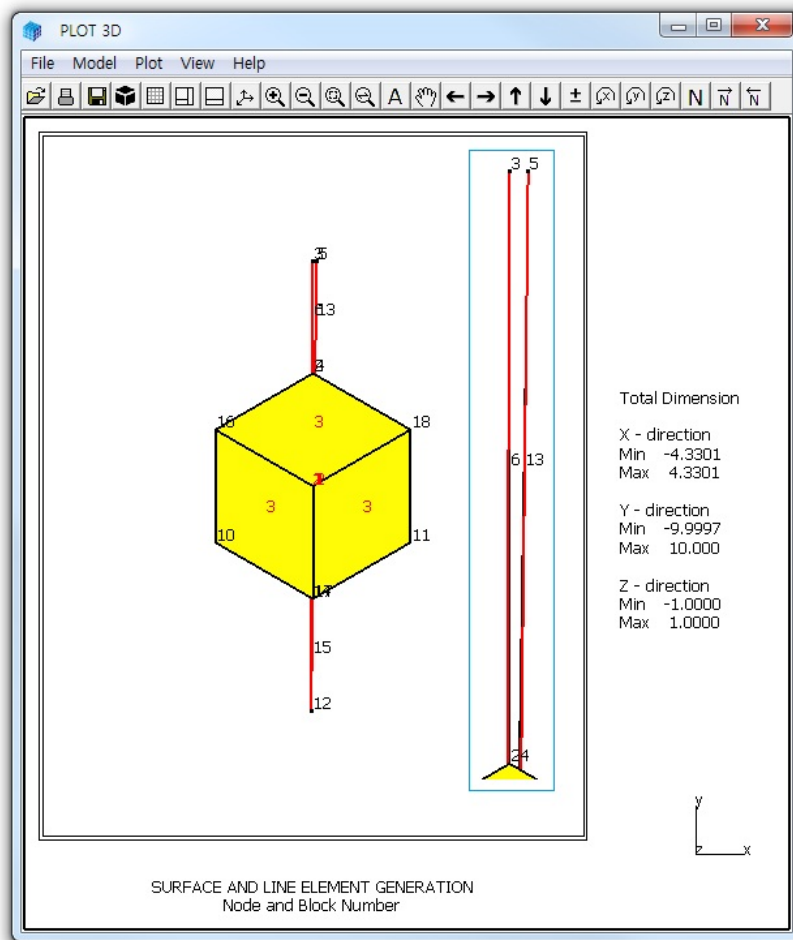 PLOT 3D
File Model Plot View Help
A
± X Y Z N N N
3 5
16
3
18
3
3
10
11
15
12
13
6 13
24
Total Dimension
X - direction
Min -4.3301
Max 4.3301
Y - direction
Min -9.9997
Max 10.000
Z - direction
Min -1.0000
Max 1.0000
y
z x
SURFACE AND LINE ELEMENT GENERATION
Node and Block Number